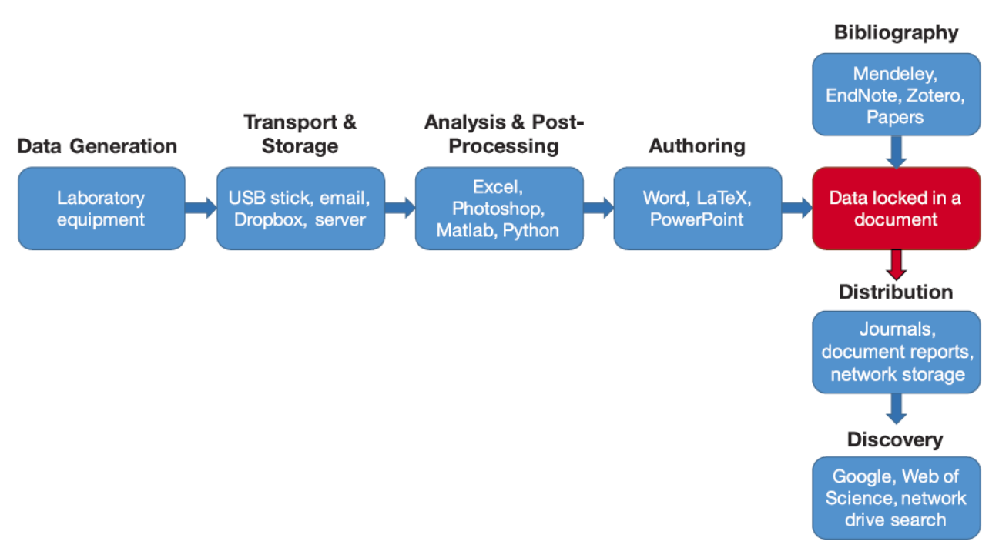 Data Generation
Laboratory
equipment
Transport &
Storage
USB stick, email,
Dropbox, server
Analysis & Post-
Processing
Excel,
Photoshop,
Matlab, Python
Authoring
Word, LaTeX,
PowerPoint
Bibliography
Mendeley,
EndNote, Zotero,
Papers
Data locked in a
document
Distribution
Journals,
document reports,
network storage
Discovery
Google, Web of
Science, network
drive search